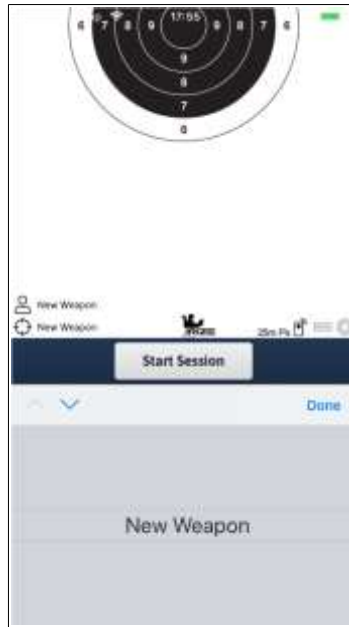 17:55
6 7 8 9 9 8 7 6
9
8
7
6
New Weapon
New Weapon
25m Pi
Start Session
Done
New Weapon